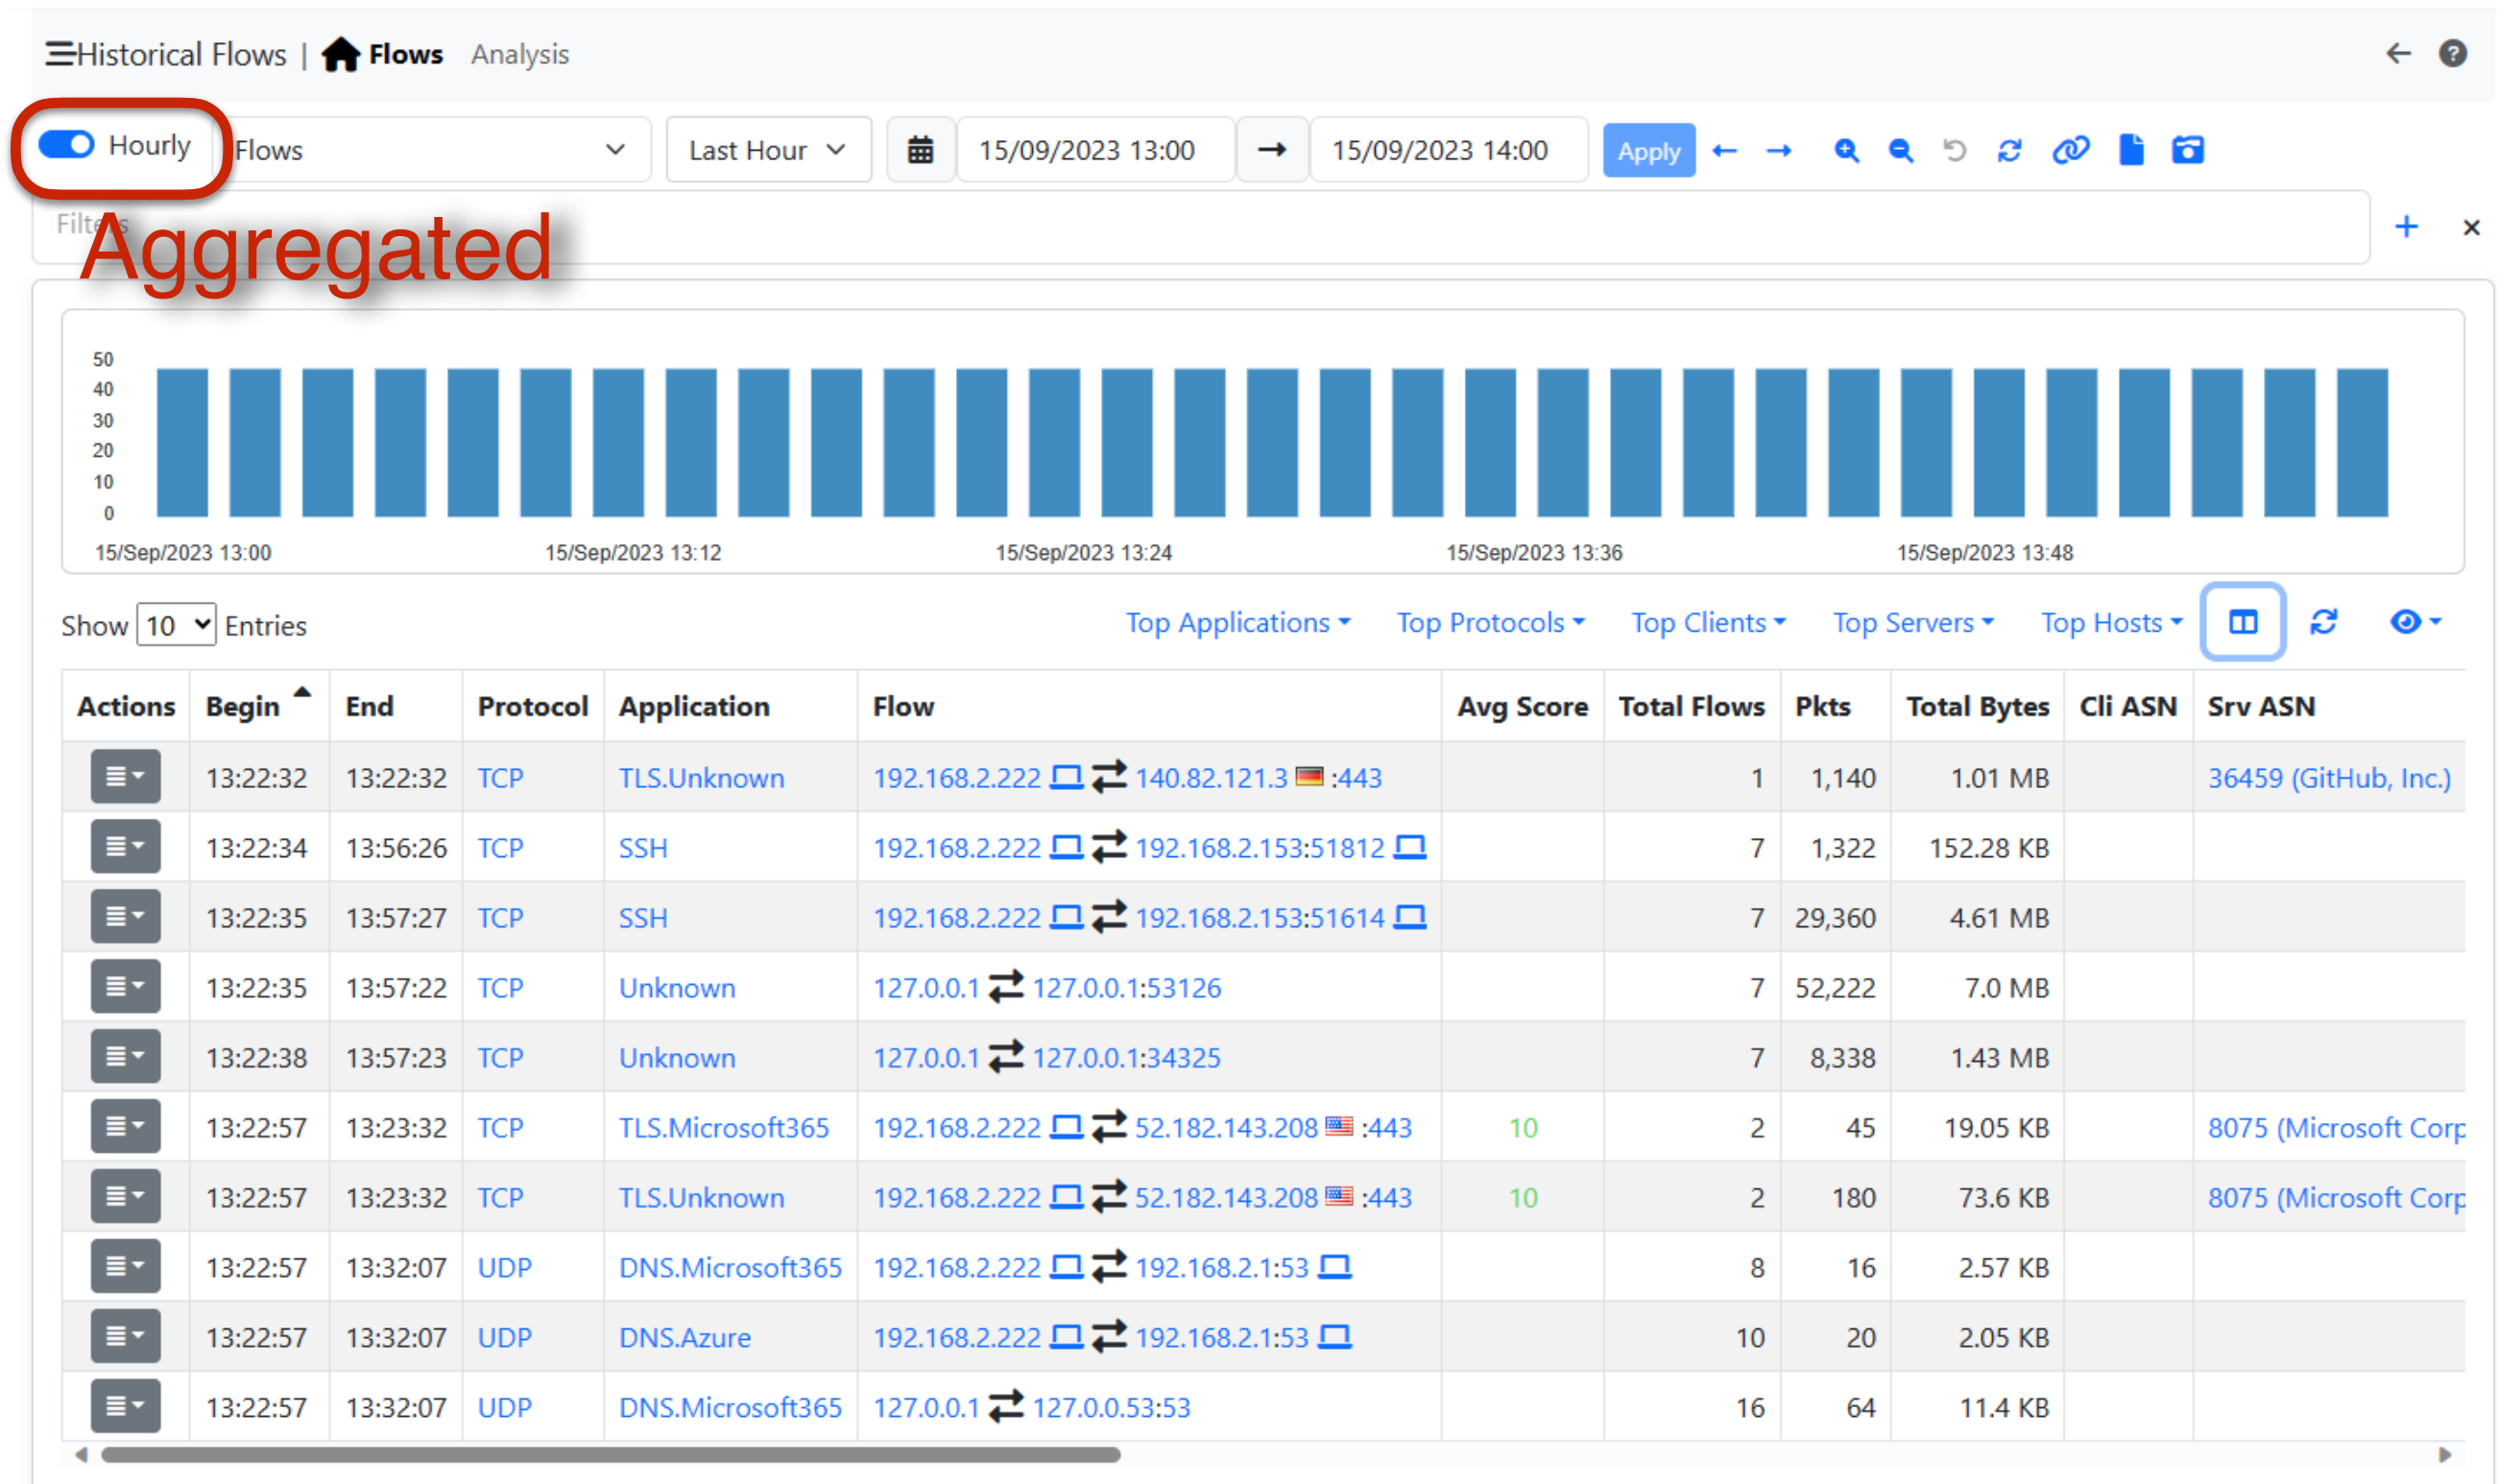 Historical Flows | Flows Analysis
Hourly Flows Last Hour 15/09/2023 13:00 → 15/09/2023 14:00 Apply
Filters
Aggregated
50
40
30
20
10
0
15/Sep/2023 13:00 15/Sep/2023 13:12 15/Sep/2023 13:24 15/Sep/2023 13:36 15/Sep/2023 13:48
Show 10 Entries Top Applications Top Protocols Top Clients Top Servers Top Hosts
Actions Begin End Protocol Application Flow Avg Score Total Flows Pkts Total Bytes Cli ASN Srv ASN
13:22:32 13:22:32 TCP TLS.Unknown 192.168.2.222 140.82.121.3 :443 1 1,140 1.01 MB 36459 (GitHub, Inc.)
13:22:34 13:56:26 TCP SSH 192.168.2.222 192.168.2.153:51812 7 1,322 152.28 KB
13:22:35 13:57:27 TCP SSH 192.168.2.222 192.168.2.153:51614 7 29,360 4.61 MB
13:22:35 13:57:22 TCP Unknown 127.0.0.1 127.0.0.1:53126 7 52,222 7.0 MB
13:22:38 13:57:23 TCP Unknown 127.0.0.1 127.0.0.1:34325 7 8,338 1.43 MB
13:22:57 13:23:32 TCP TLS.Microsoft365 192.168.2.222 52.182.143.208 :443 10 2 45 19.05 KB 8075 (Microsoft Corp
13:22:57 13:23:32 TCP TLS.Unknown 192.168.2.222 52.182.143.208 :443 10 2 180 73.6 KB 8075 (Microsoft Corp
13:22:57 13:32:07 UDP DNS.Microsoft365 192.168.2.222 192.168.2.1:53 8 16 2.57 KB
13:22:57 13:32:07 UDP DNS.Azure 192.168.2.222 192.168.2.1:53 10 20 2.05 KB
13:22:57 13:32:07 UDP DNS.Microsoft365 127.0.0.1 127.0.0.53:53 16 64 11.4 KB